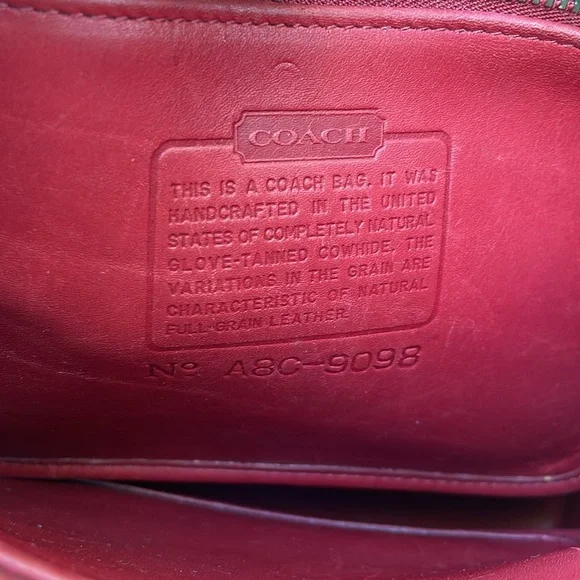 COACH
THIS IS A COACH BAG. IT WAS
HANDCRAFTED IN THE UNITED
STATES OF COMPLETELY NATURAL
GLOVE-TANNED COWHIDE. THE
VARIATIONS IN THE GRAIN ARE
CHARACTERISTIC OF NATURAL
FULL GRAIN LEATHER.
Nº A8C-9098